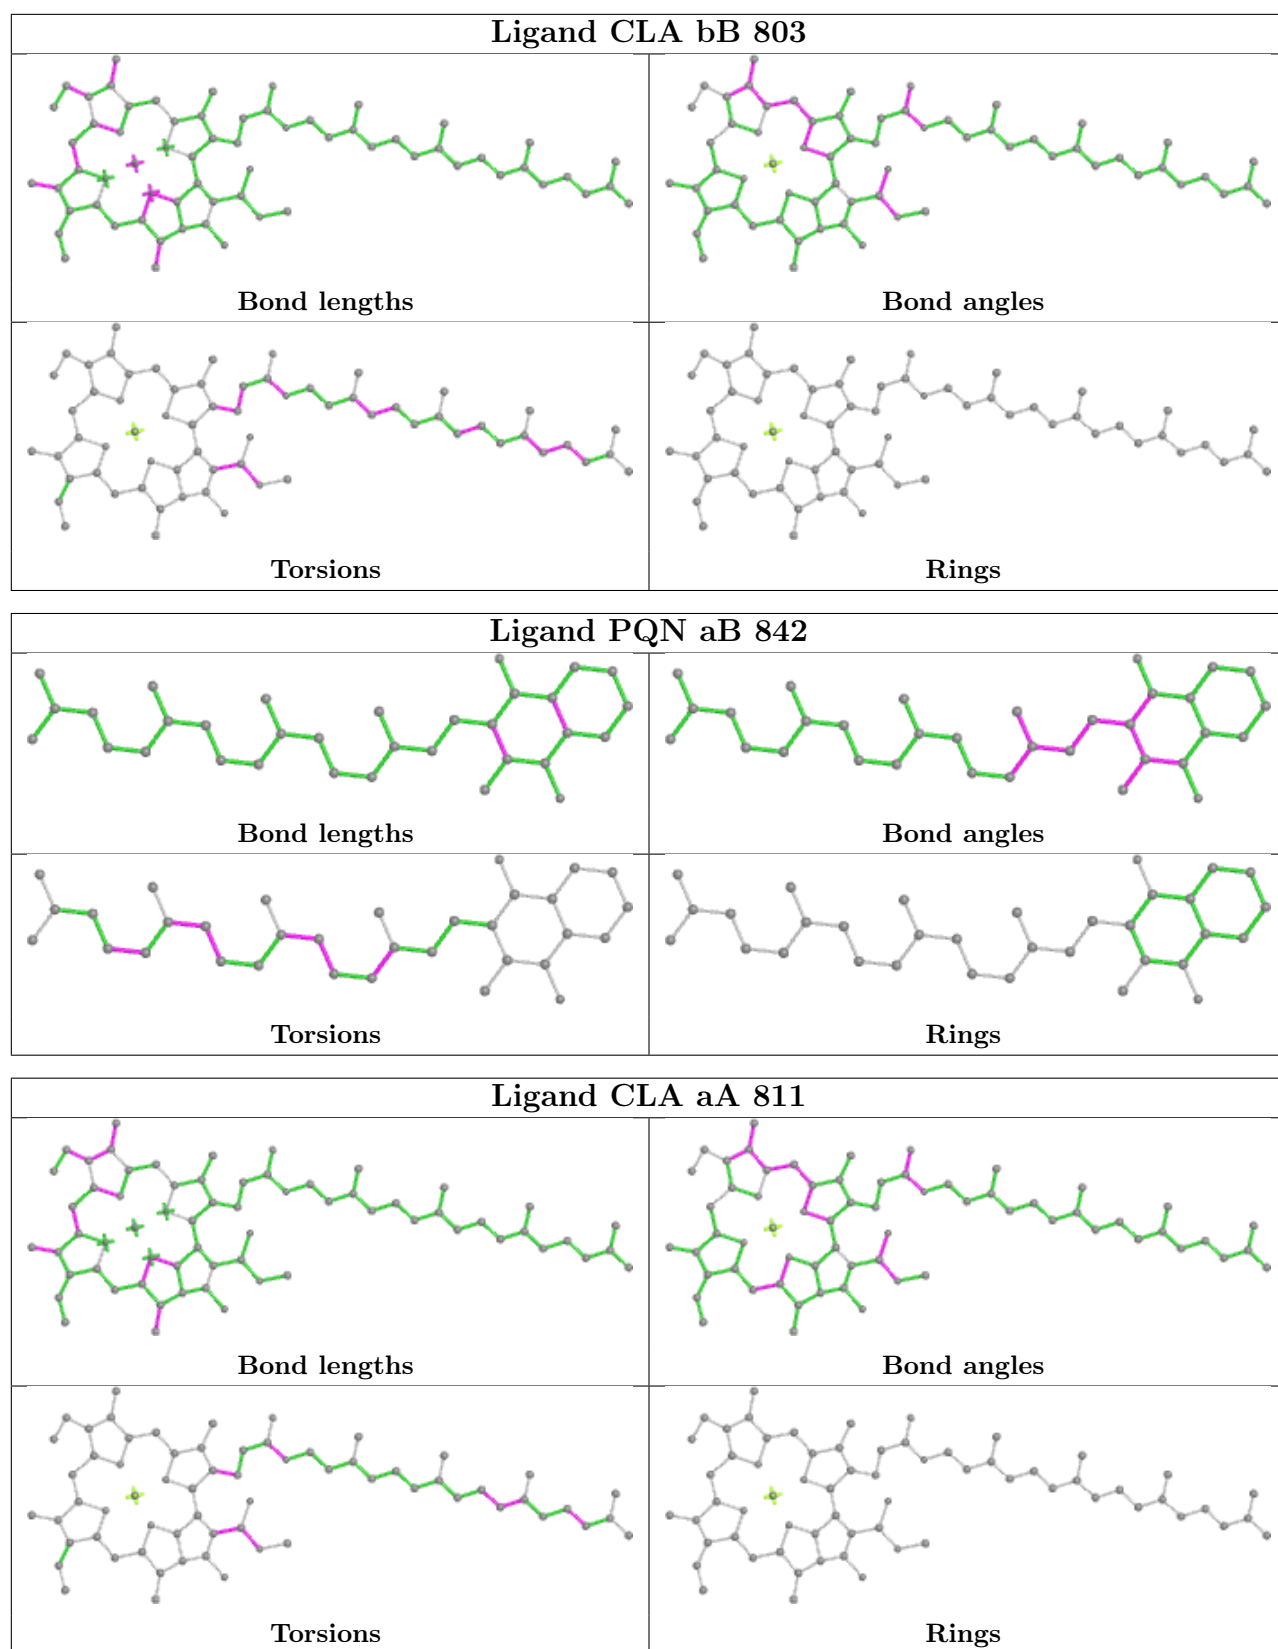 Ligand CLA bB 803
Bond lengths
Bond angles
Torsions
Rings
Ligand PQN aB 842
Bond lengths
Bond angles
Torsions
Rings
Ligand CLA aA 811
Bond lengths
Bond angles
Torsions
Rings